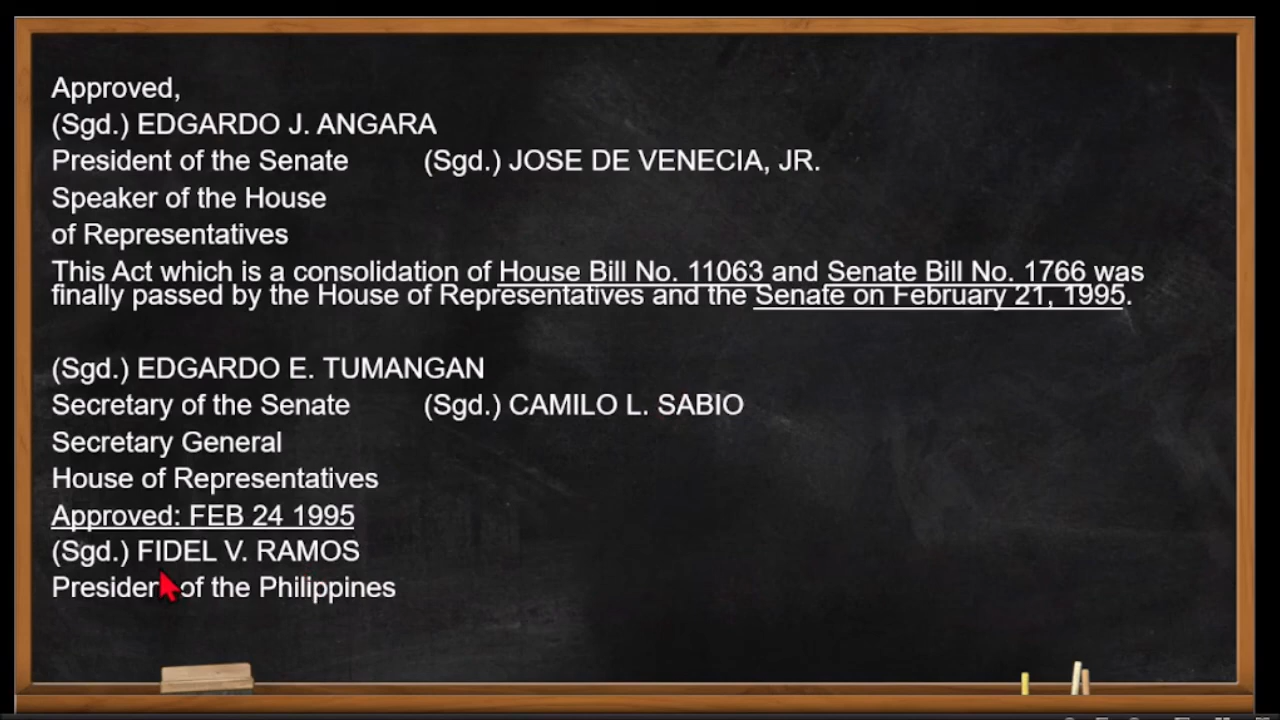 Approved,
(Sgd.) EDGARDO J. ANGARA
President of the Senate (Sgd.) JOSE DE VENECIA, JR.
Speaker of the House
of Representatives
This Act which is a consolidation of House Bill No. 11063 and Senate Bill No. 1766 was
finally passed by the House of Representatives and the Senate on February 21, 1995.
(Sgd.) EDGARDO E. TUMANGAN
Secretary of the Senate (Sgd.) CAMILO L. SABIO
Secretary General
House of Representatives
Approved: FEB 24 1995
(Sgd.) FIDEL V. RAMOS
President of the Philippines